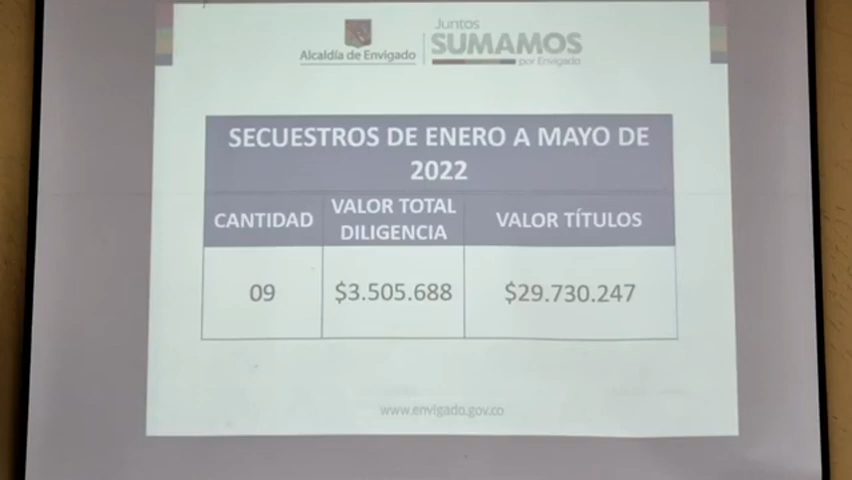 Juntos
Alcaldía de Envigado
SUMAMOS
por Envigado
SECUESTROS DE ENERO A MAYO DE
2022
CANTIDAD
VALOR TOTAL
DILIGENCIA
VALOR TÍTULOS
09
$3.505.688
$29.730.247
www.envigado.gov.co